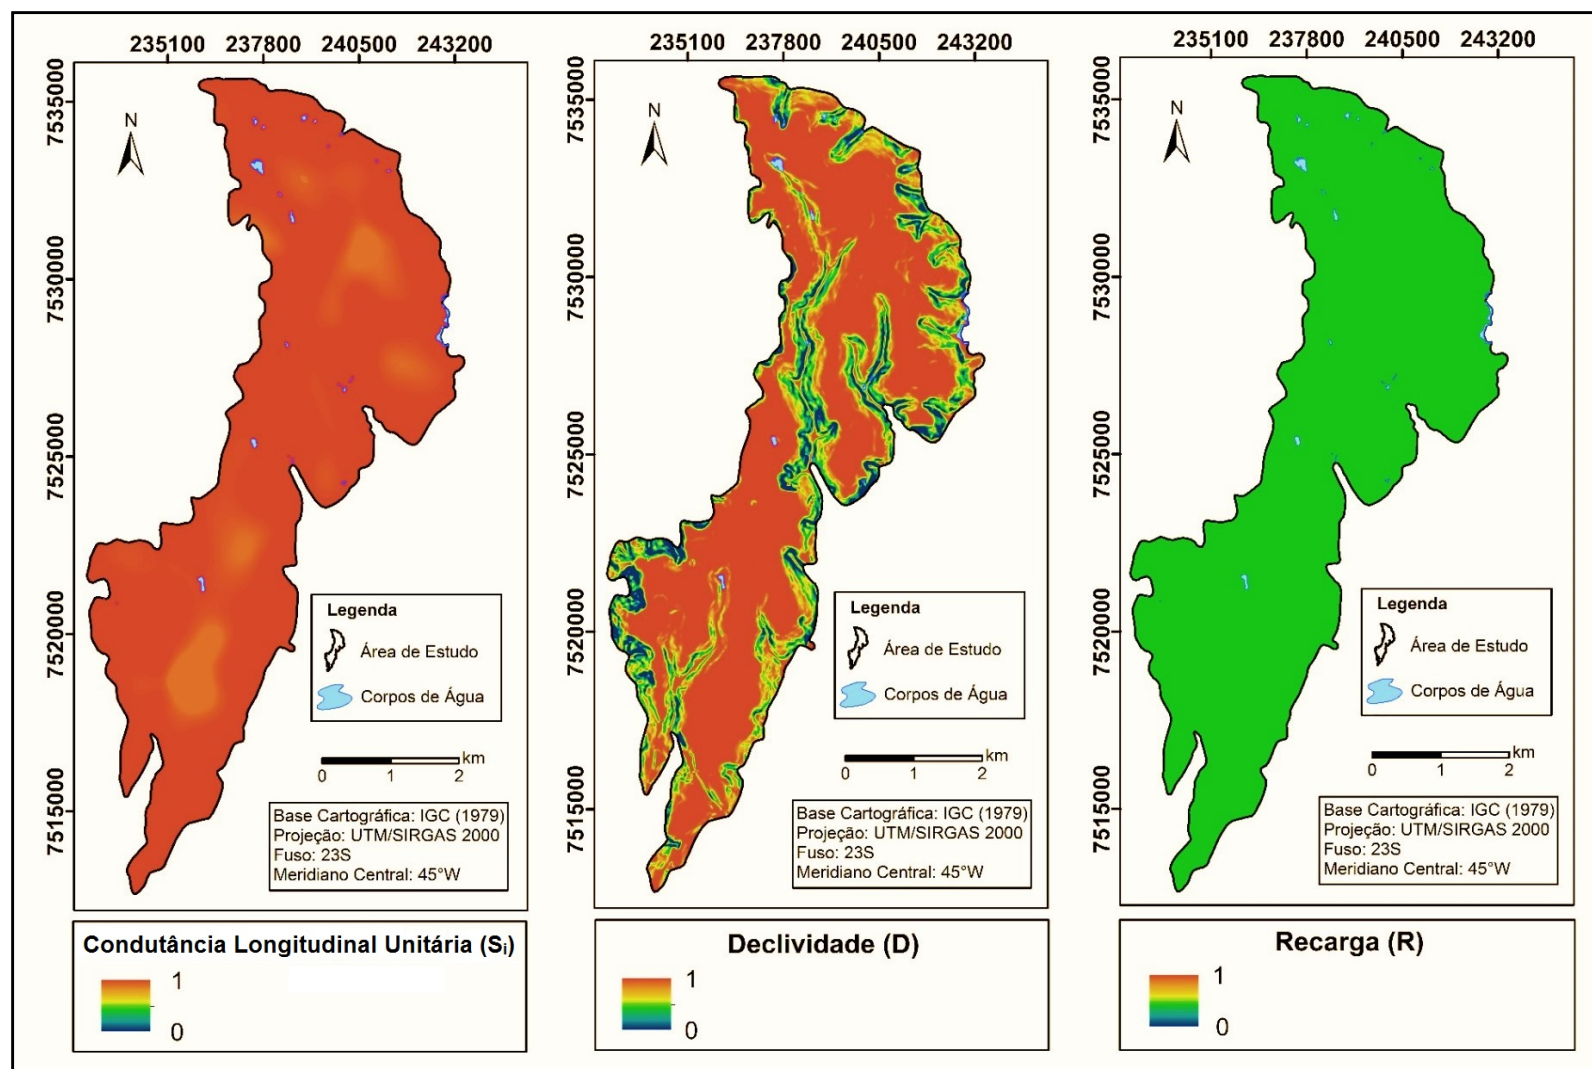 235100 237800 240500 243200
7535000
7530000
7525000
7520000
7515000
N
Legenda
Área de Estudo
Corpos de Água
km
0 1 2
Base Cartográfica: IGC (1979)
Projeção: UTM/SIRGAS 2000
Fuso: 23S
Meridiano Central: 45°W
Condutância Longitudinal Unitária (Si)
1
0
235100 237800 240500 243200
7535000
7530000
7525000
7520000
7515000
N
Legenda
Área de Estudo
Corpos de Água
km
0 1 2
Base Cartográfica: IGC (1979)
Projeção: UTM/SIRGAS 2000
Fuso: 23S
Meridiano Central: 45°W
Declividade (D)
1
0
235100 237800 240500 243200
7535000
7530000
7525000
7520000
7515000
N
Legenda
Área de Estudo
Corpos de Água
km
0 1 2
Base Cartográfica: IGC (1979)
Projeção: UTM/SIRGAS 2000
Fuso: 23S
Meridiano Central: 45°W
Recarga (R)
1
0